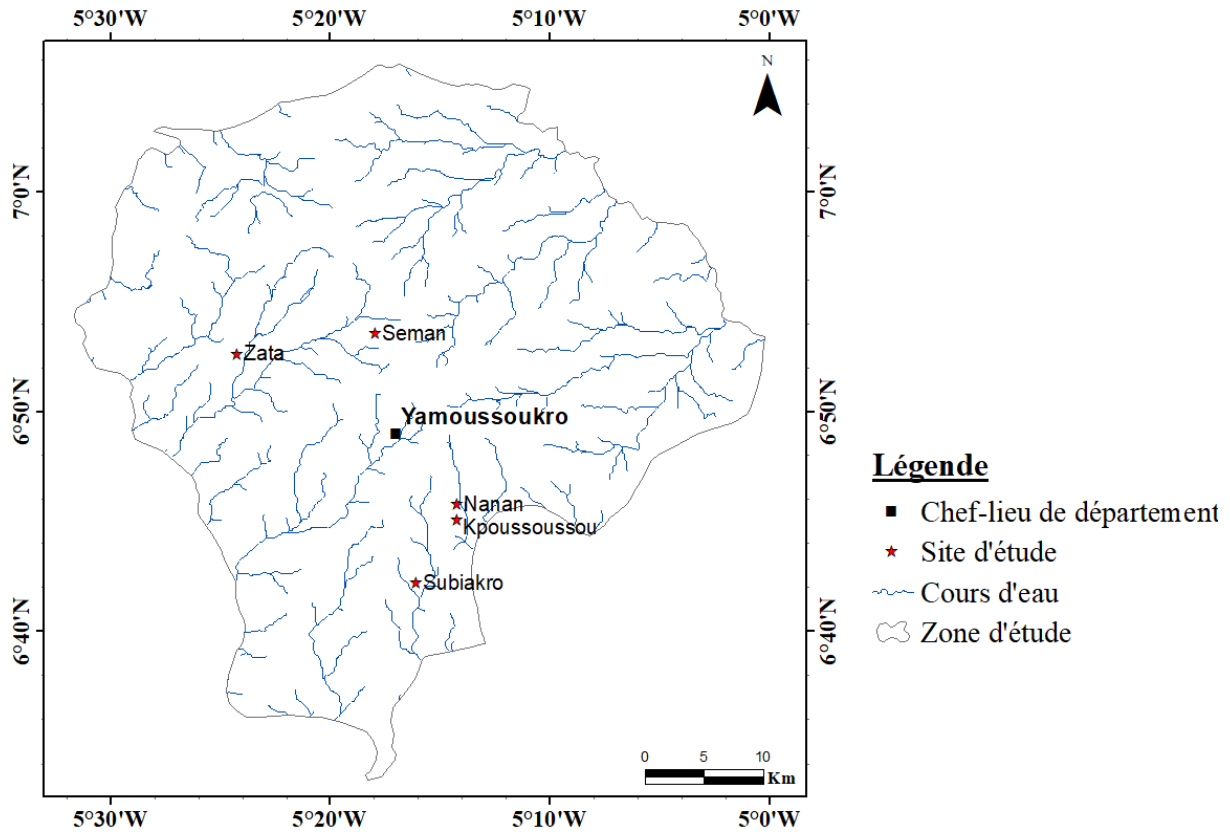 5°30'W 5°20'W 5°10'W 5°0'W
N
7°0'N 7°0'N
Seman
Zata
6°50'N 6°50'N
Yamoussoukro
Légende
Nanan
Chef-lieu de département
Kpoussoussou
Site d'étude
Subiakro
Cours d'eau
6°40'N 6°40'N
Zone d'étude
0 5 10
Km
5°30'W 5°20'W 5°10'W 5°0'W